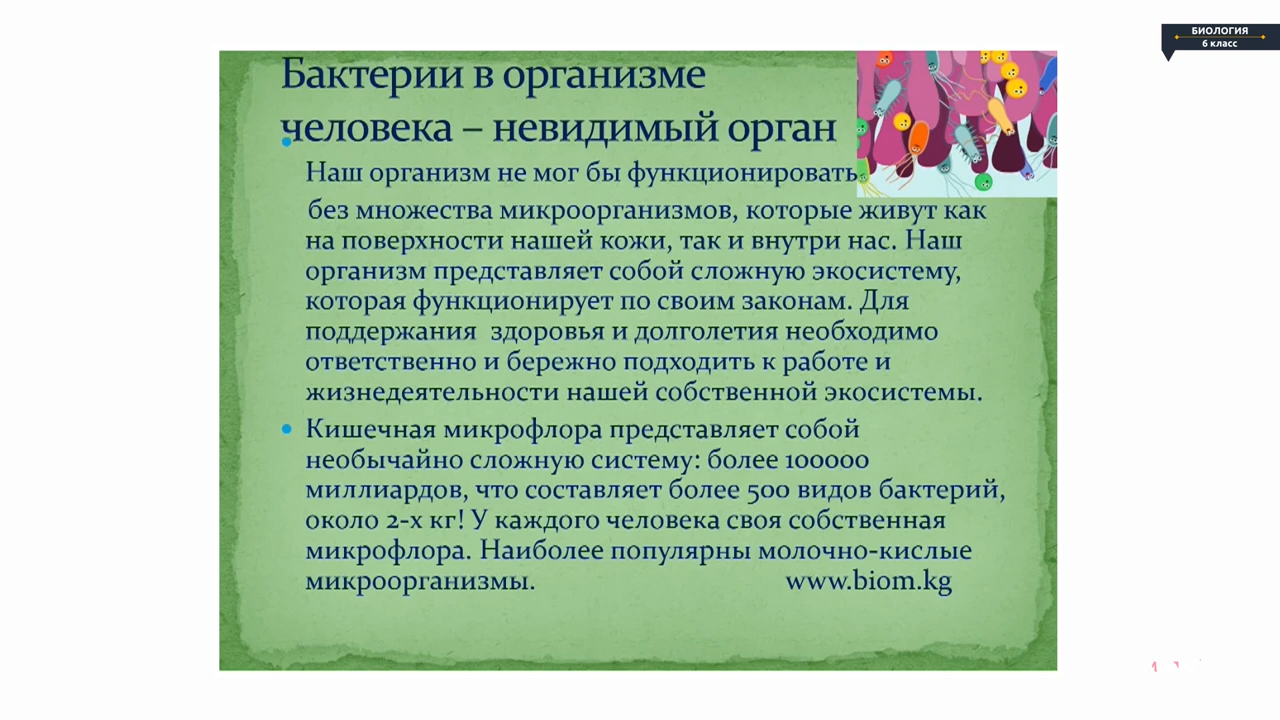 БИОЛОГИЯ
6 класс
Бактерии в организме
человека – невидимый орган
Наш организм не мог бы функционировать
без множества микроорганизмов, которые живут как
на поверхности нашей кожи, так и внутри нас. Наш
организм представляет собой сложную экосистему,
которая функционирует по своим законам. Для
поддержания здоровья и долголетия необходимо
ответственно и бережно подходить к работе и
жизнедеятельности нашей собственной экосистемы.
Кишечная микрофлора представляет собой
необычайно сложную систему: более 100000
миллиардов, что составляет более 500 видов бактерий,
около 2-х кг! У каждого человека своя собственная
микрофлора. Наиболее популярны молочно-кислые
микроорганизмы. www.biom.kg